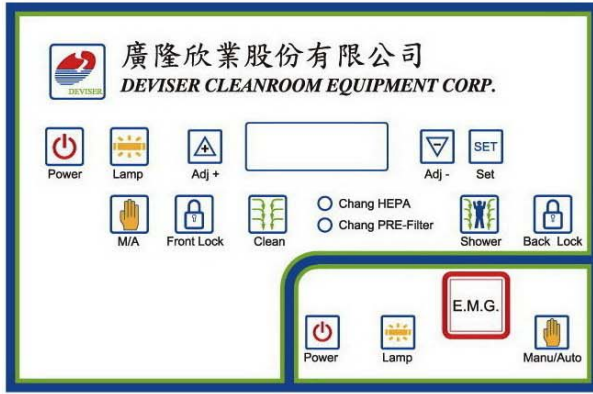 DEVISER
廣隆欣業股份有限公司
DEVISER CLEANROOM EQUIPMENT CORP.
SET
Power Lamp Adj + Adj - Set
Chang HEPA
Chang PRE-Filter
M/A Front Lock Clean Shower Back Lock
E.M.G.
Power Lamp Manu/Auto